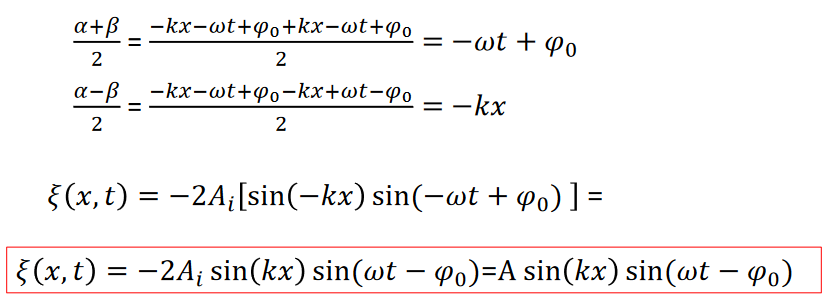 (α+β)/2 = (−kx−ωt+φ₀+kx−ωt+φ₀)/2 = −ωt + φ₀
(α−β)/2 = (−kx−ωt+φ₀−kx+ωt−φ₀)/2 = −kx
ξ(x, t) = −2Aᵢ[sin(−kx) sin(−ωt + φ₀) ] =
ξ(x, t) = −2Aᵢ sin(kx) sin(ωt − φ₀)=A sin(kx) sin(ωt − φ₀)